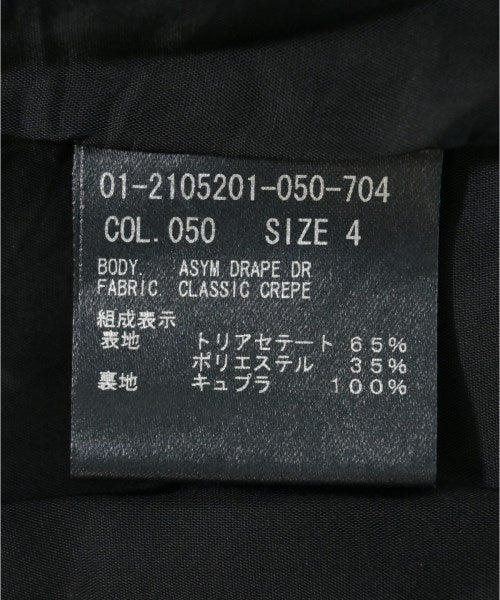 01-2105201-050-704
COL. 050 SIZE 4
BODY. ASYM DRAPE DR
FABRIC CLASSIC CREPE
組成表示
表地 トリアセテート 65%
ポリエステル 35%
裏地 キュプラ 100%